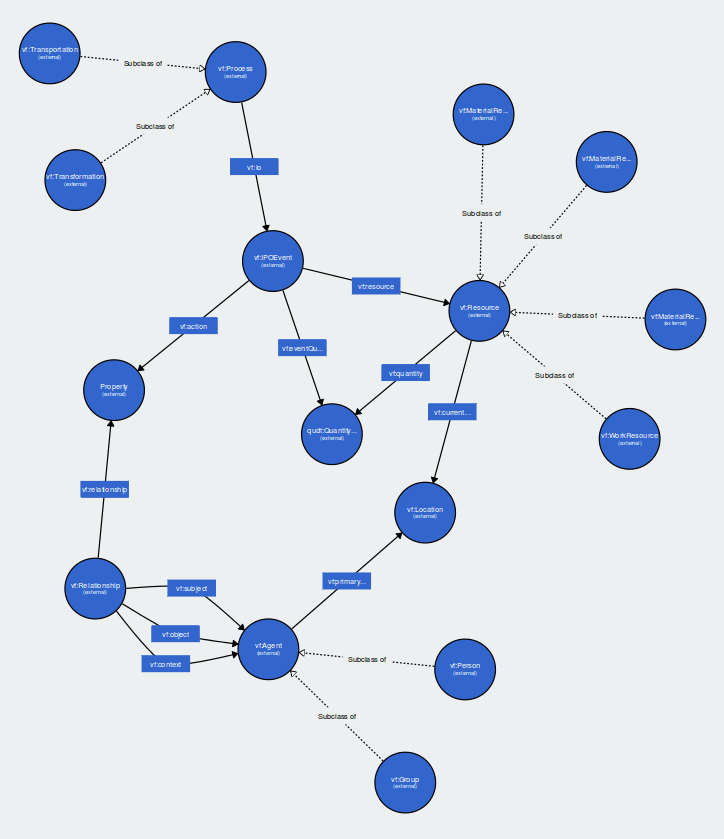 vf:Transportation
(external)
Subclass of
vf:Process
(external)
Subclass of
vf:Transformation
(external)
vf:io
vf:MaterialRe...
(external)
vf:MaterialRe...
(external)
Subclass of
Subclass of
vf:IPOEvent
(external)
vf:resource
vf:Resource
(external)
Subclass of
vf:MaterialRe...
(external)
vf:action
vf:eventQu...
vf:quantity
Subclass of
Property
(external)
vf:current...
qudt:Quantity...
(external)
vf:WorkResource
(external)
vf:relationship
vf:Location
(external)
vf:Relationship
(external)
vf:subject
vf:primary...
vf:object
vf:context
vf:Agent
(external)
Subclass of
vf:Person
(external)
Subclass of
vf:Group
(external)